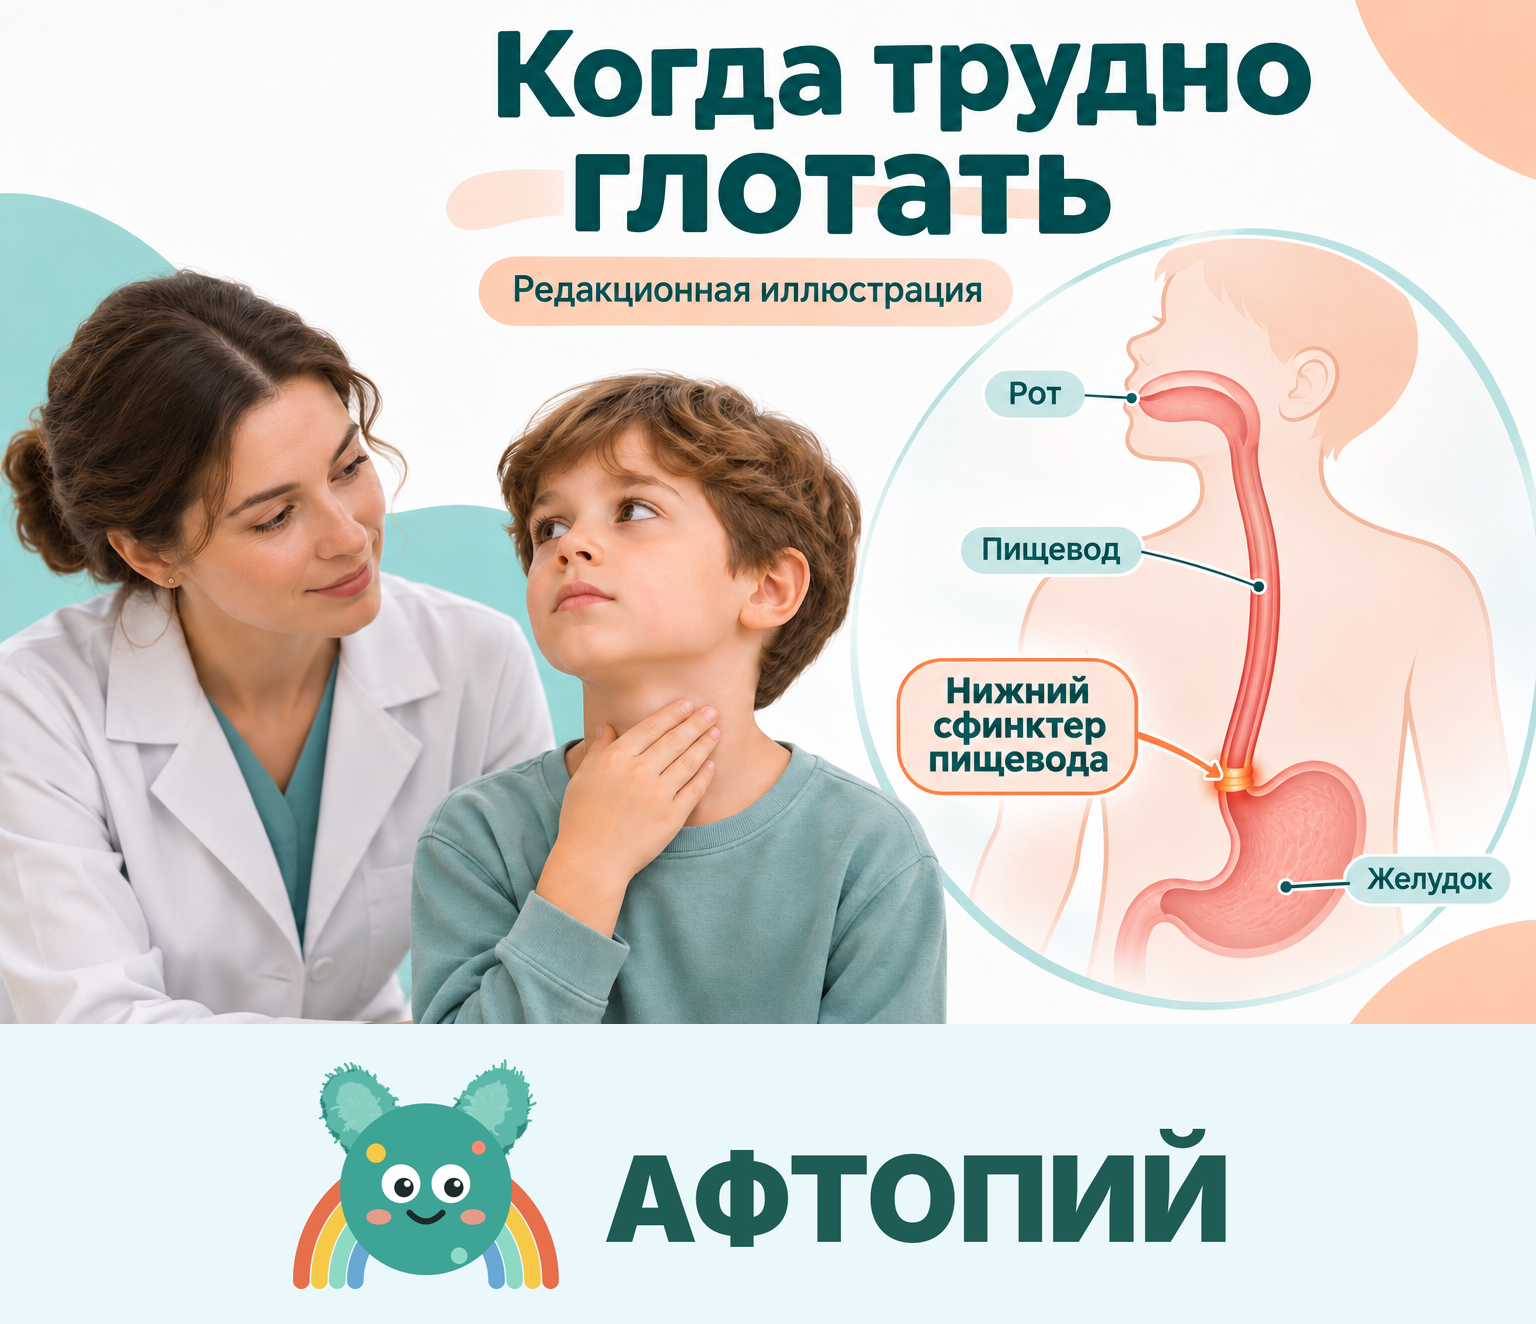 Когда трудно
глотать
Редакционная иллюстрация
Рот
Пищевод
Нижний
сфинктер
пищевода
Желудок
АФТОПИЙ